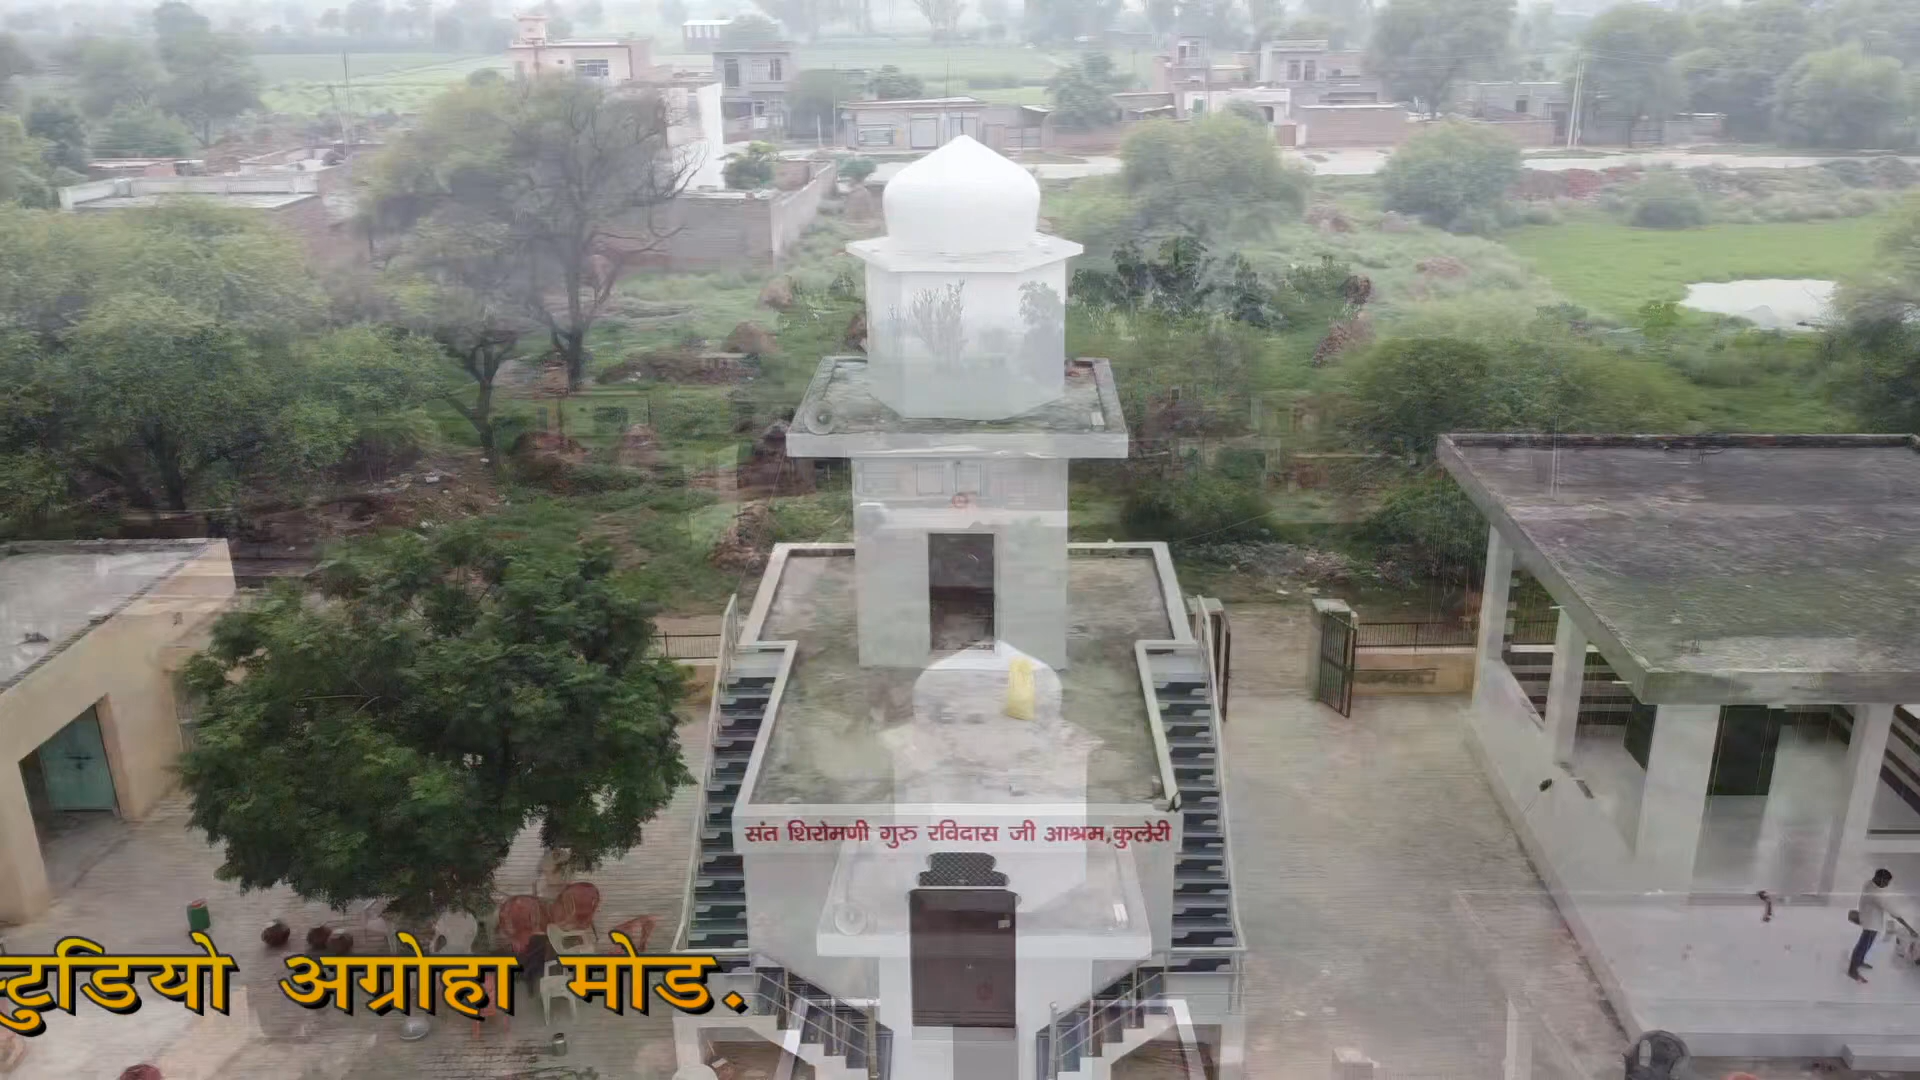 संत शिरोमणी गुरु रविदास जी आश्रम,कुलेरी
टुडियो अग्रोहा मोड.